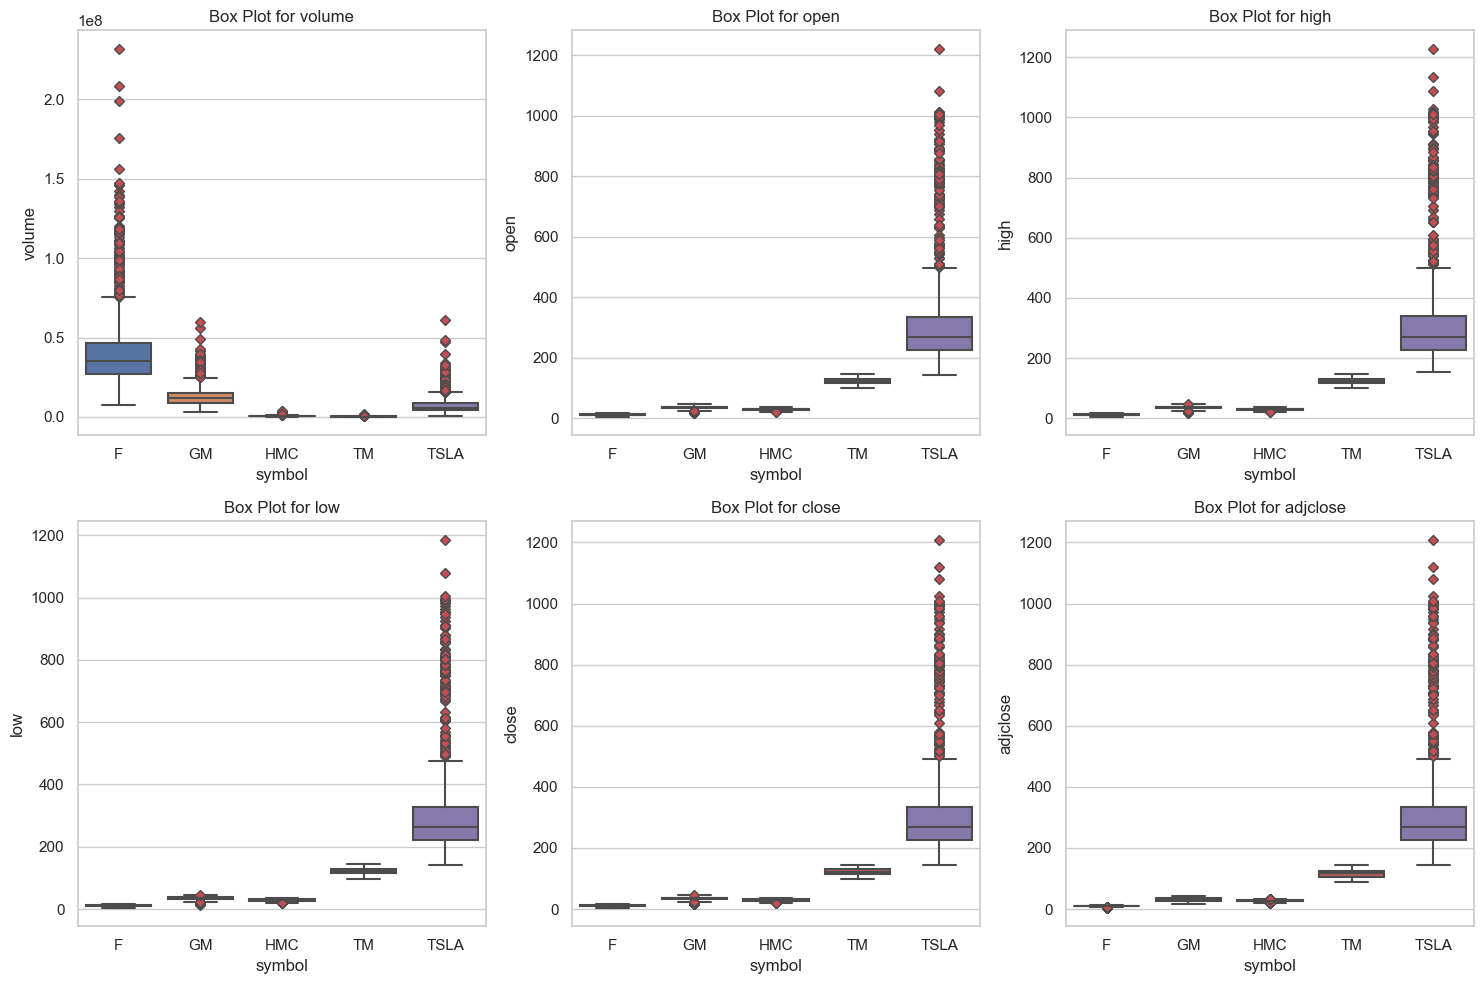 Box Plot for volume
1e8
2.0
1.5
1.0
0.5
0.0
volume
F GM HMC TM TSLA
symbol
Box Plot for open
1200
1000
800
600
400
200
0
open
F GM HMC TM TSLA
symbol
Box Plot for high
1200
1000
800
600
400
200
0
high
F GM HMC TM TSLA
symbol
Box Plot for low
1200
1000
800
600
400
200
0
low
F GM HMC TM TSLA
symbol
Box Plot for close
1200
1000
800
600
400
200
0
close
F GM HMC TM TSLA
symbol
Box Plot for adjclose
1200
1000
800
600
400
200
0
adjclose
F GM HMC TM TSLA
symbol